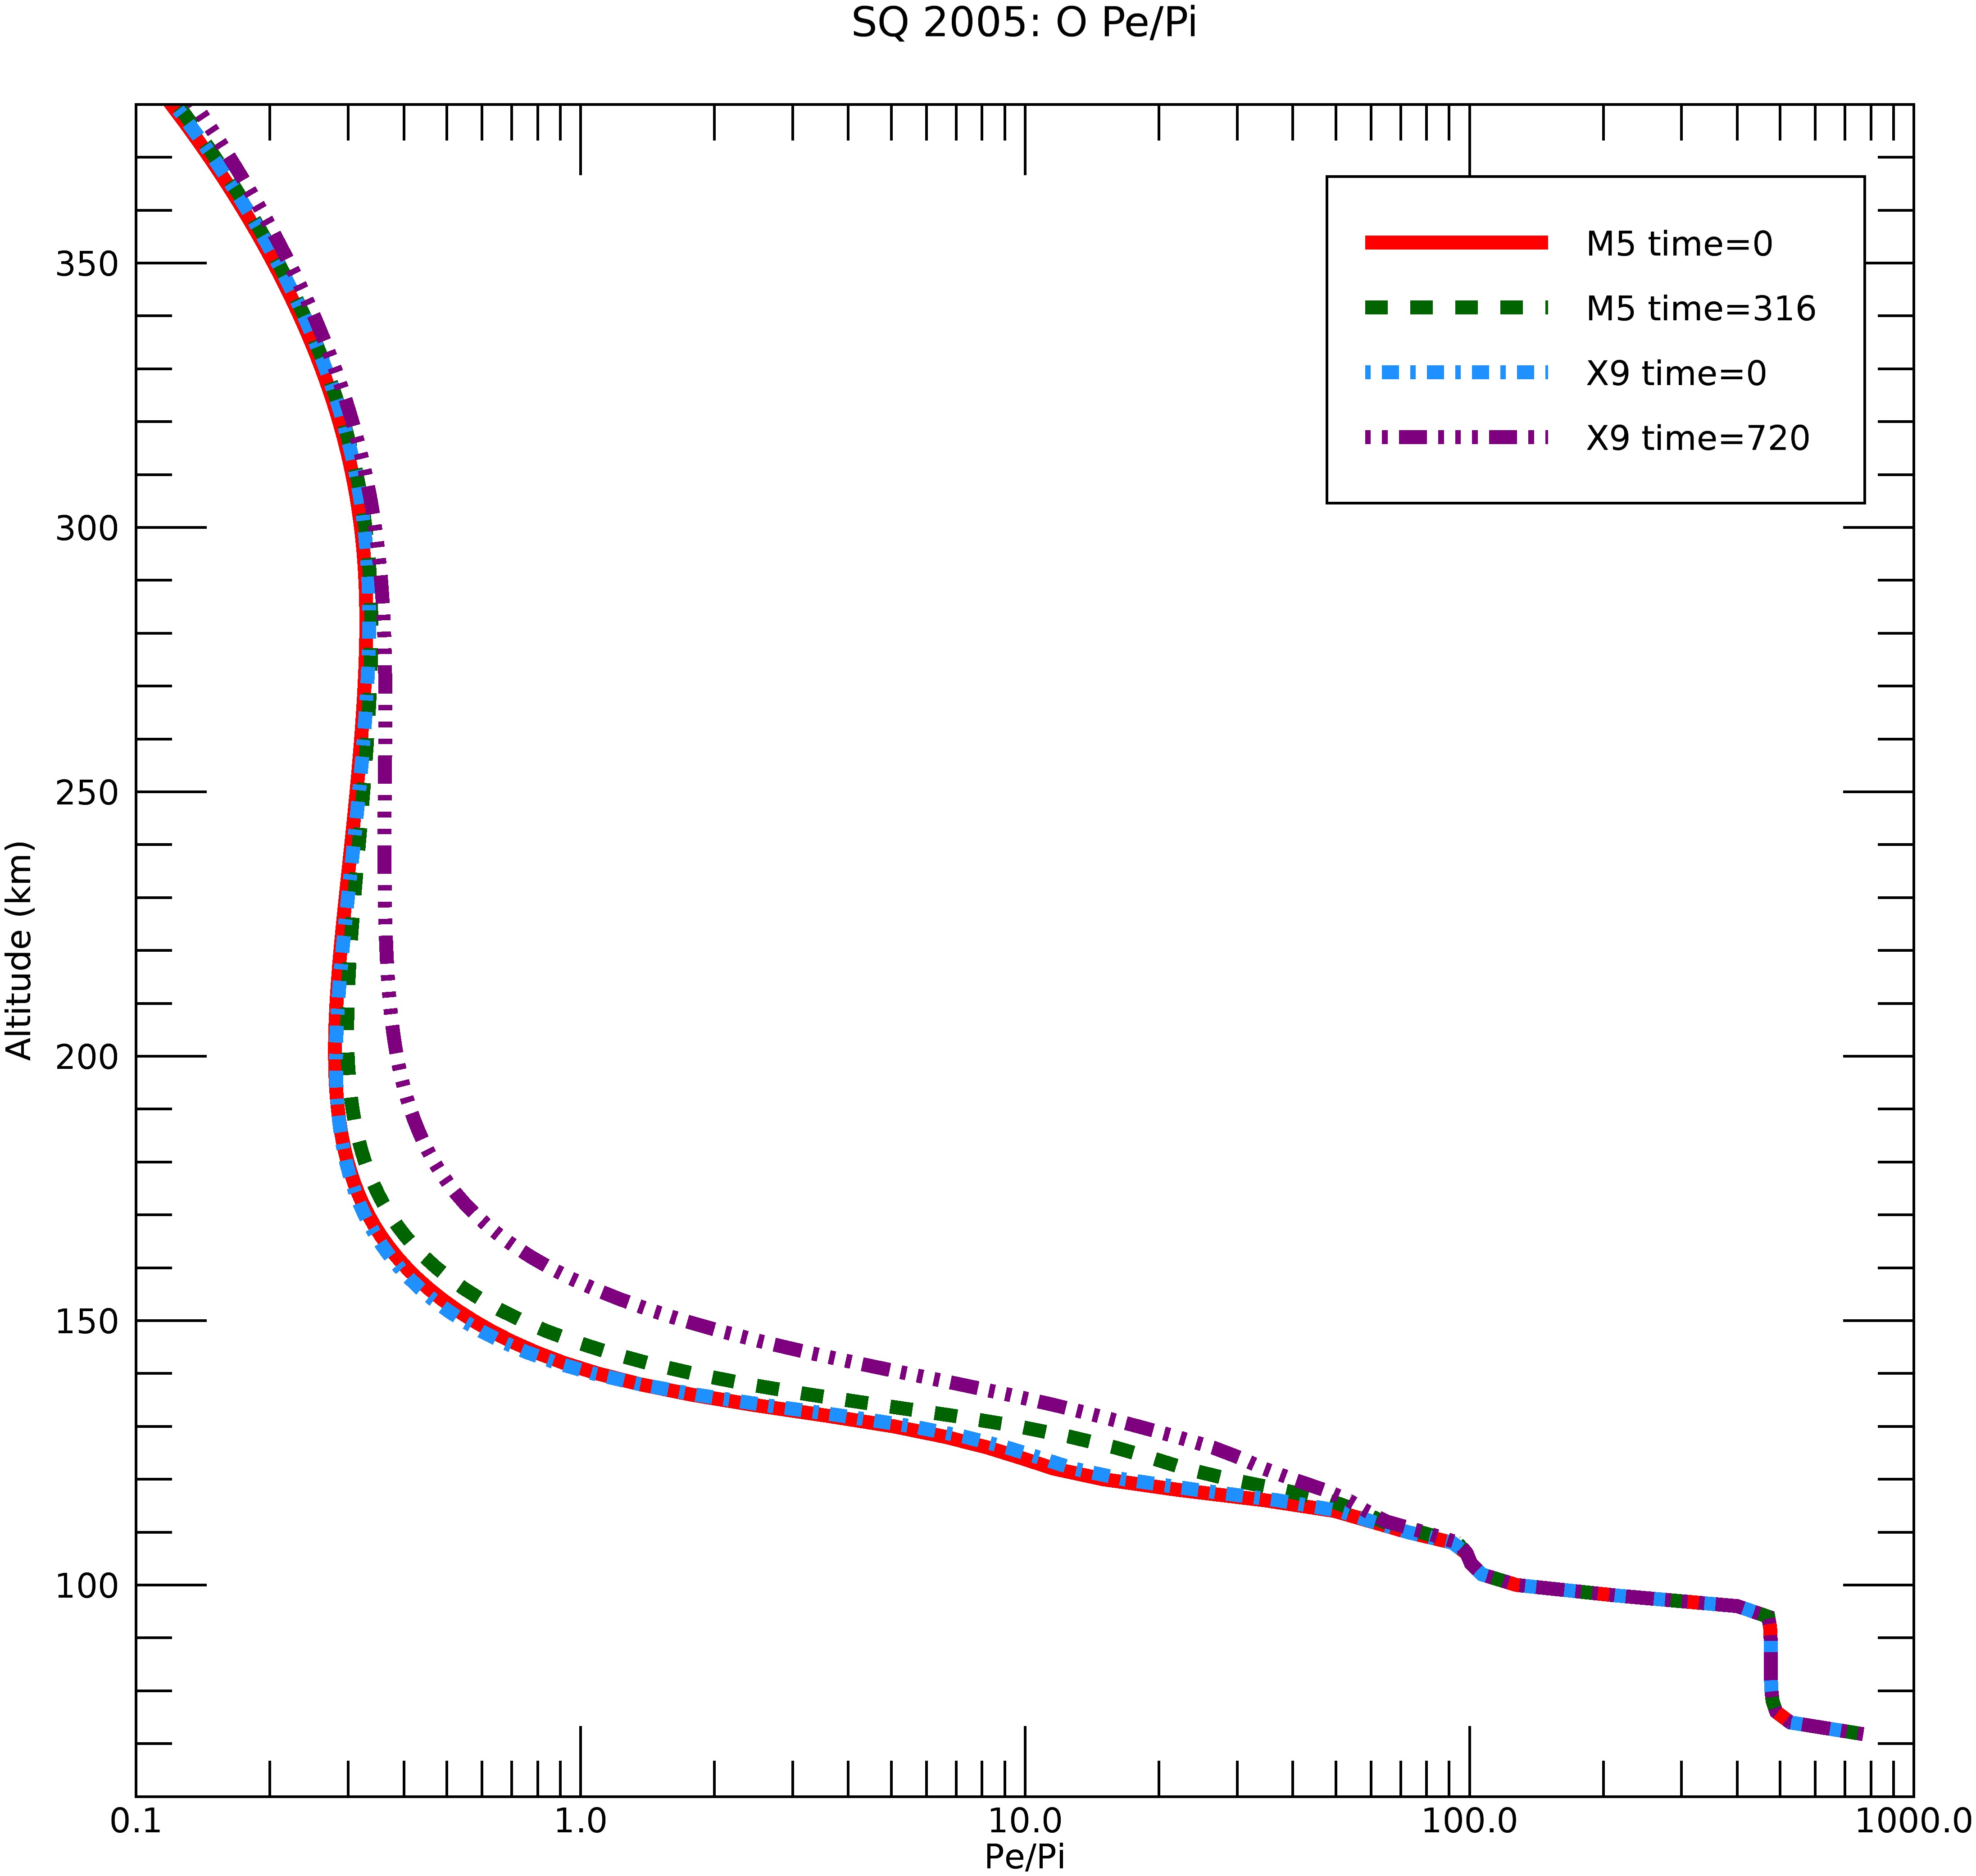 SQ 2005: O Pe/Pi
M5 time=0
M5 time=316
X9 time=0
X9 time=720
350
300
250
200
150
100
Altitude (km)
0.1 1.0 10.0 100.0 1000.0
Pe/Pi